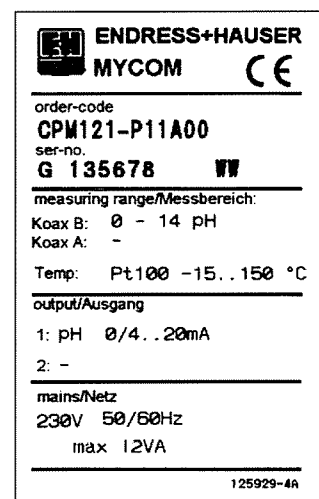 EH
ENDRESS+HAUSER
MYCOM CE
order-code
CPM121-P11A00
ser-no.
G 135678 WW
measuring range/Messbereich:
Koax B: 0 - 14 pH
Koax A: -
Temp: Pt100 -15..150 °C
output/Ausgang
1: pH 0/4..20mA
2: -
mains/Netz
230V 50/60Hz
max 12VA
125929-4A